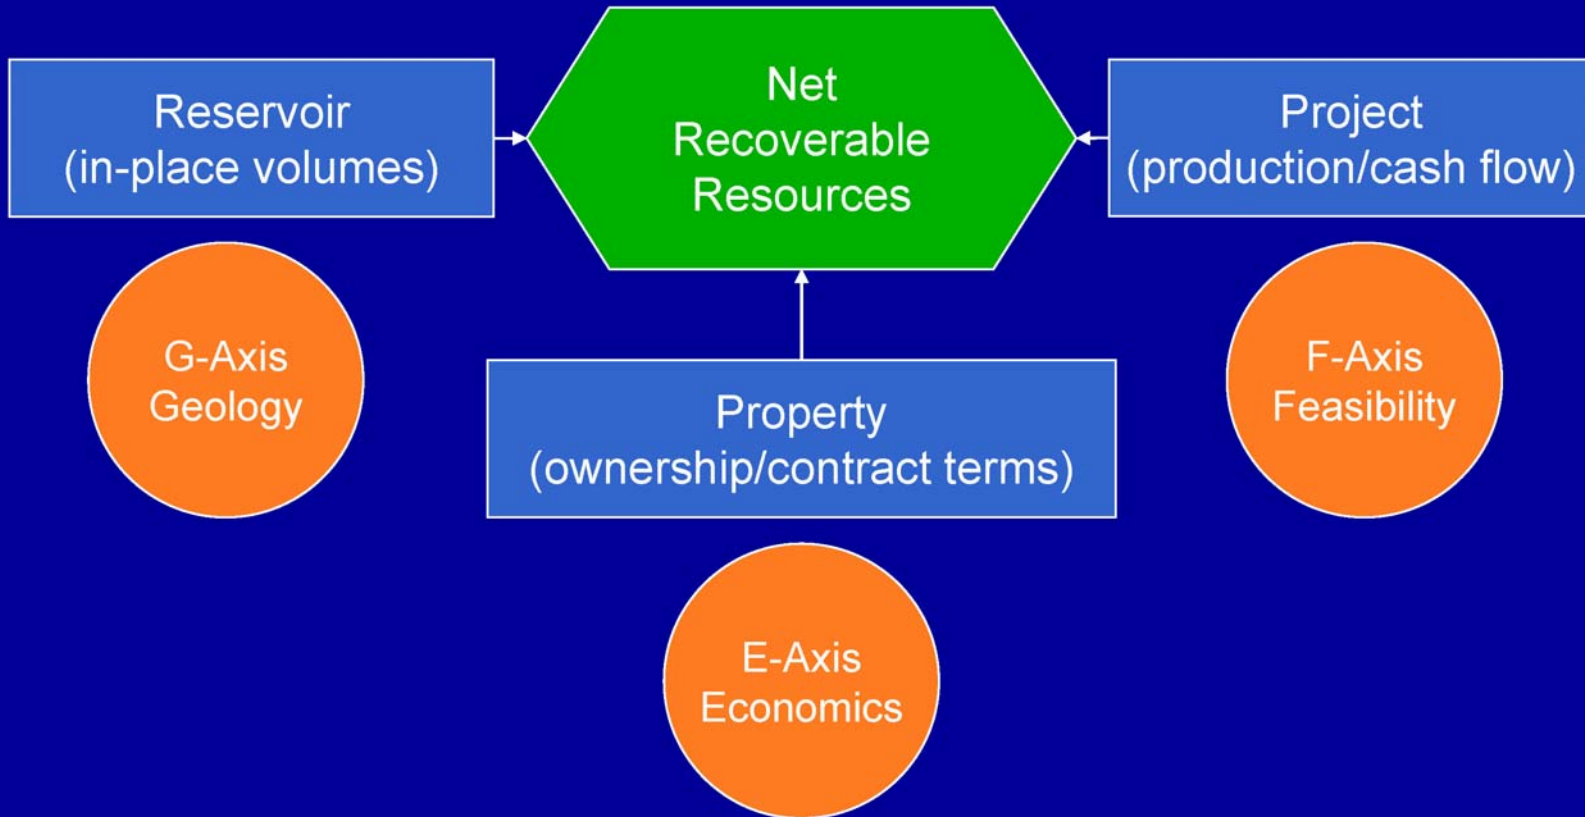 Reservoir
(in-place volumes)
Net
Recoverable
Resources
Project
(production/cash flow)
G-Axis
Geology
Property
(ownership/contract terms)
F-Axis
Feasibility
E-Axis
Economics